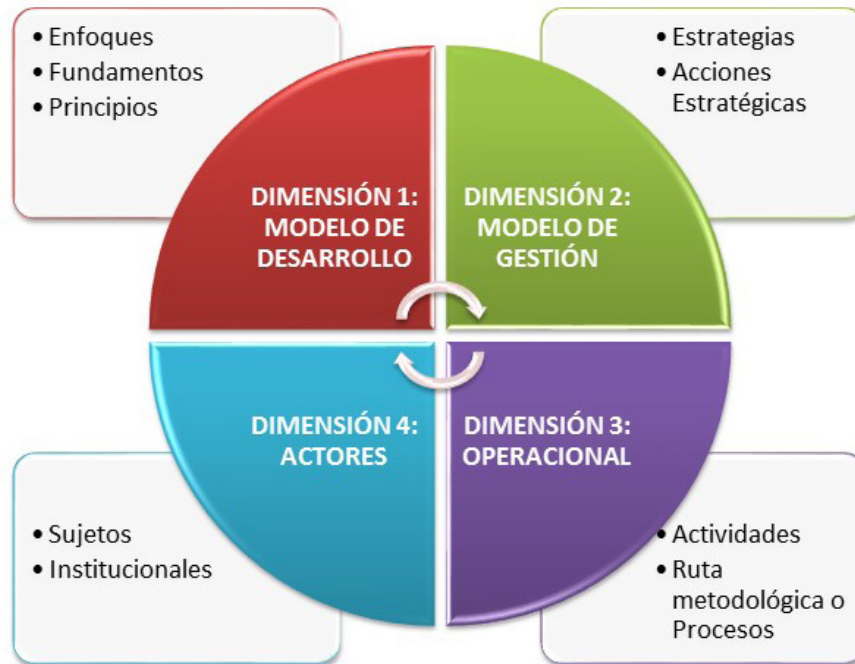 • Enfoques
• Fundamentos
• Principios
• Estrategias
• Acciones
Estratégicas
DIMENSIÓN 1:
MODELO DE
DESARROLLO
DIMENSIÓN 2:
MODELO DE
GESTIÓN
DIMENSIÓN 4:
ACTORES
DIMENSIÓN 3:
OPERACIONAL
• Sujetos
• Institucionales
• Actividades
• Ruta
metodológica o
Procesos